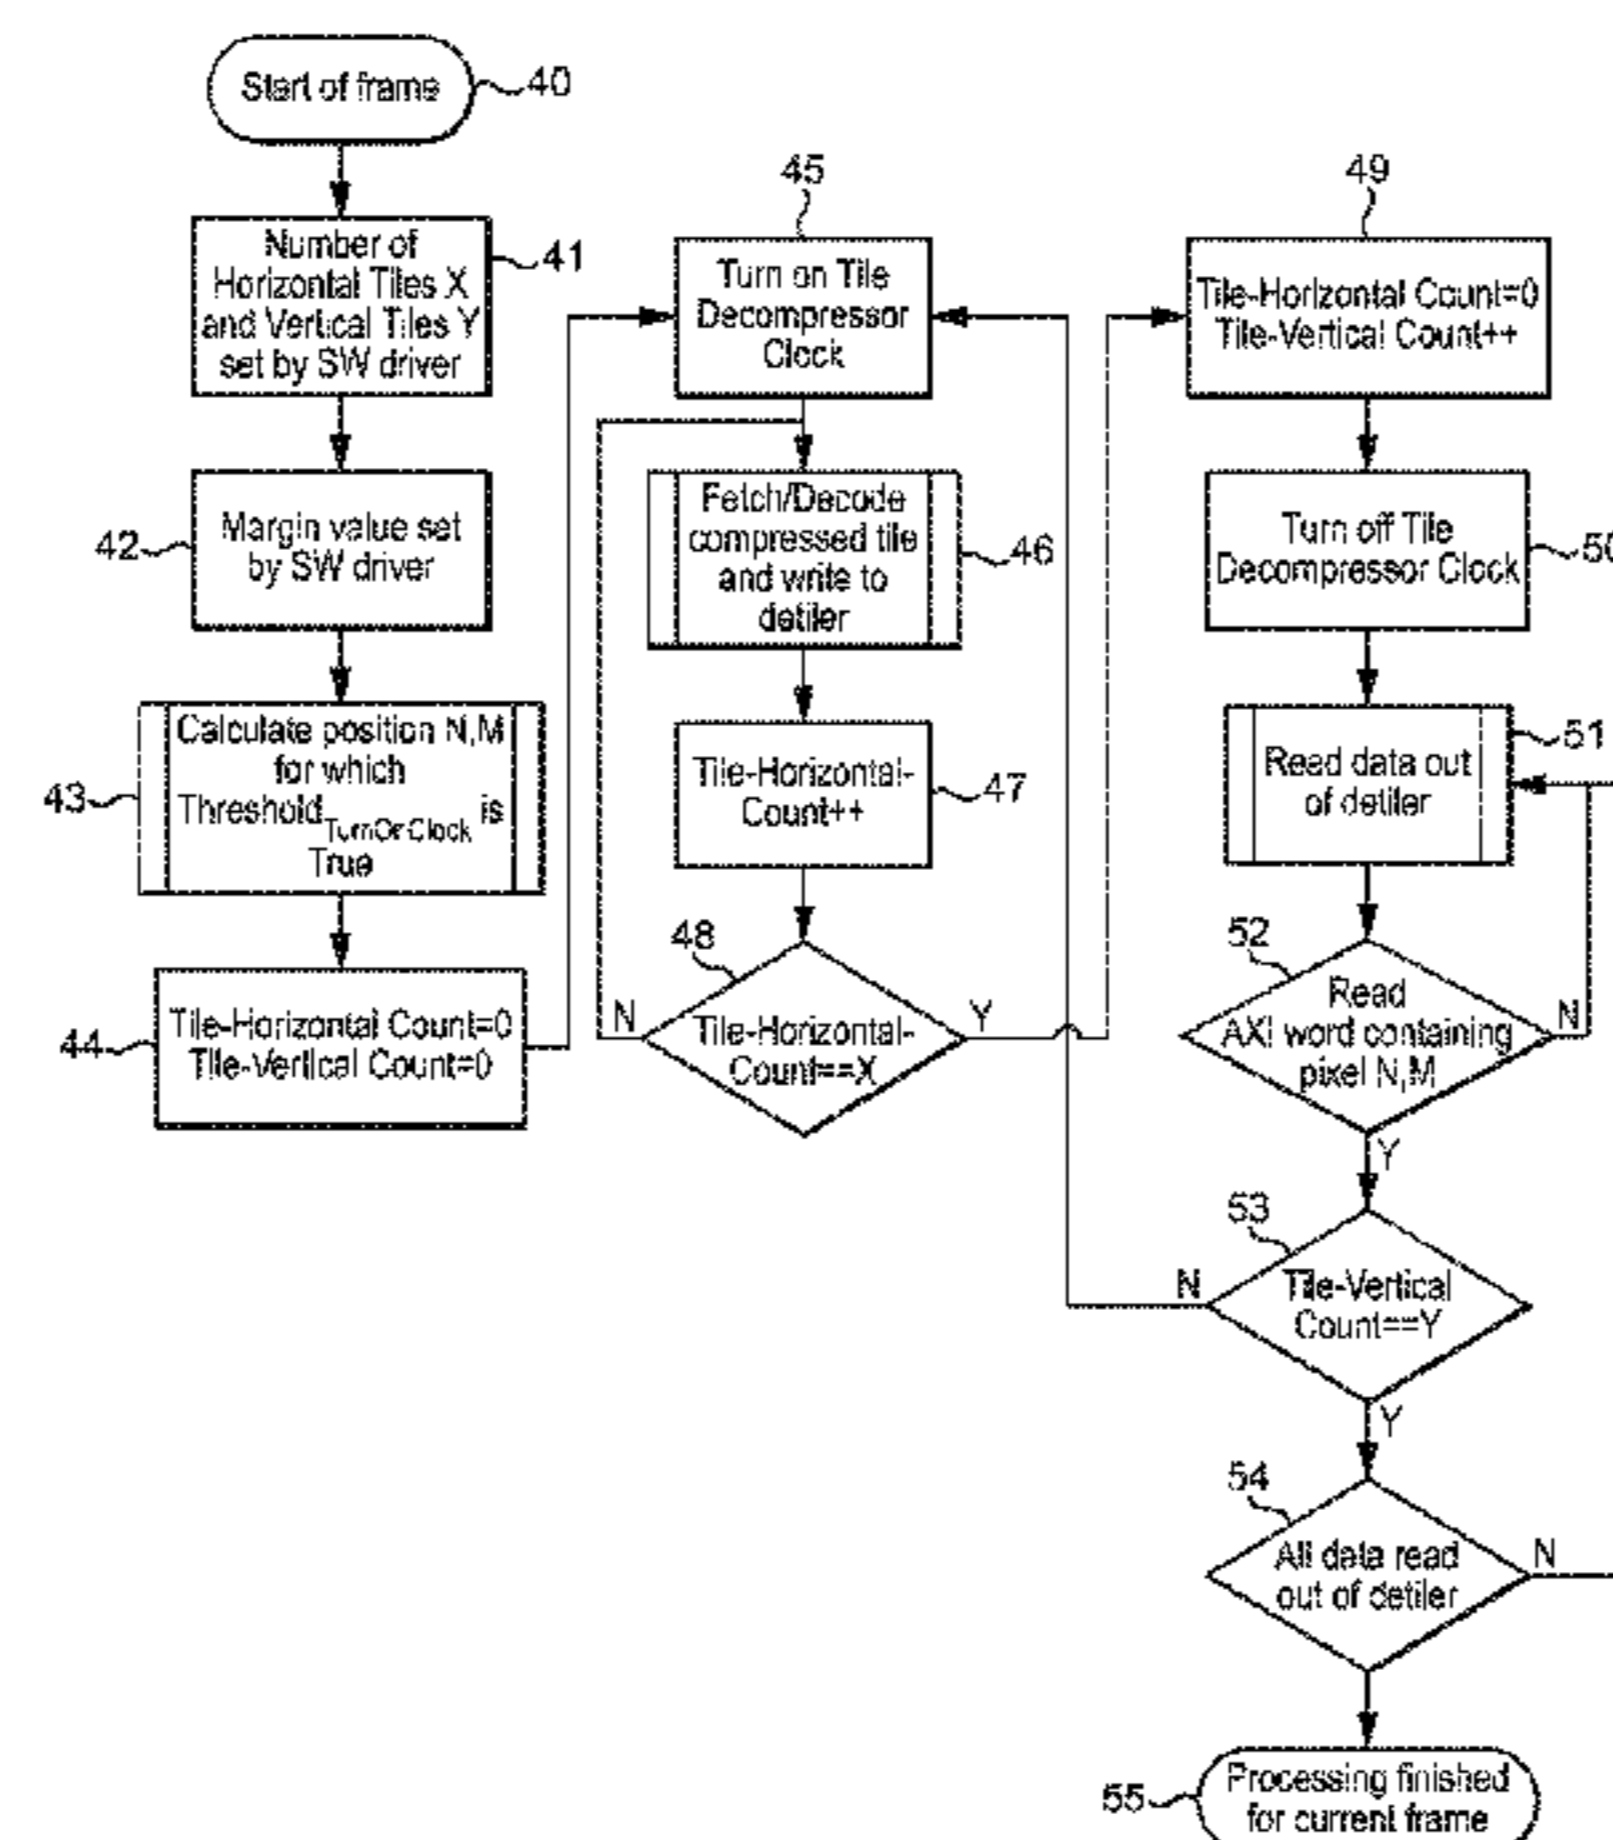 Start of frame
40
Number of
Horizontal Tiles X
and Vertical Tiles Y
set by SW driver
41
Margin value set
by SW driver
42
Calculate position N,M
for which
Threshold TurnOnClock is
True
43
Tile-Horizontal Count=0
Tile-Vertical Count=0
44
45
Turn on Tile
Decompressor
Clock
Fetch/Decode
compressed tile
and write to
detiler
46
Tile-Horizontal-
Count++
47
48
Tile-Horizontal-
Count==X
N
Y
49
Tile-Horizontal Count=0
Tile-Vertical Count++
Turn off Tile
Decompressor Clock
50
Read data out
of detiler
51
52
Read
AXI word containing
pixel N,M
N
Y
53
Tile-Vertical
Count==Y
N
Y
54
All data read
out of detiler
N
55
Processing finished
for current frame